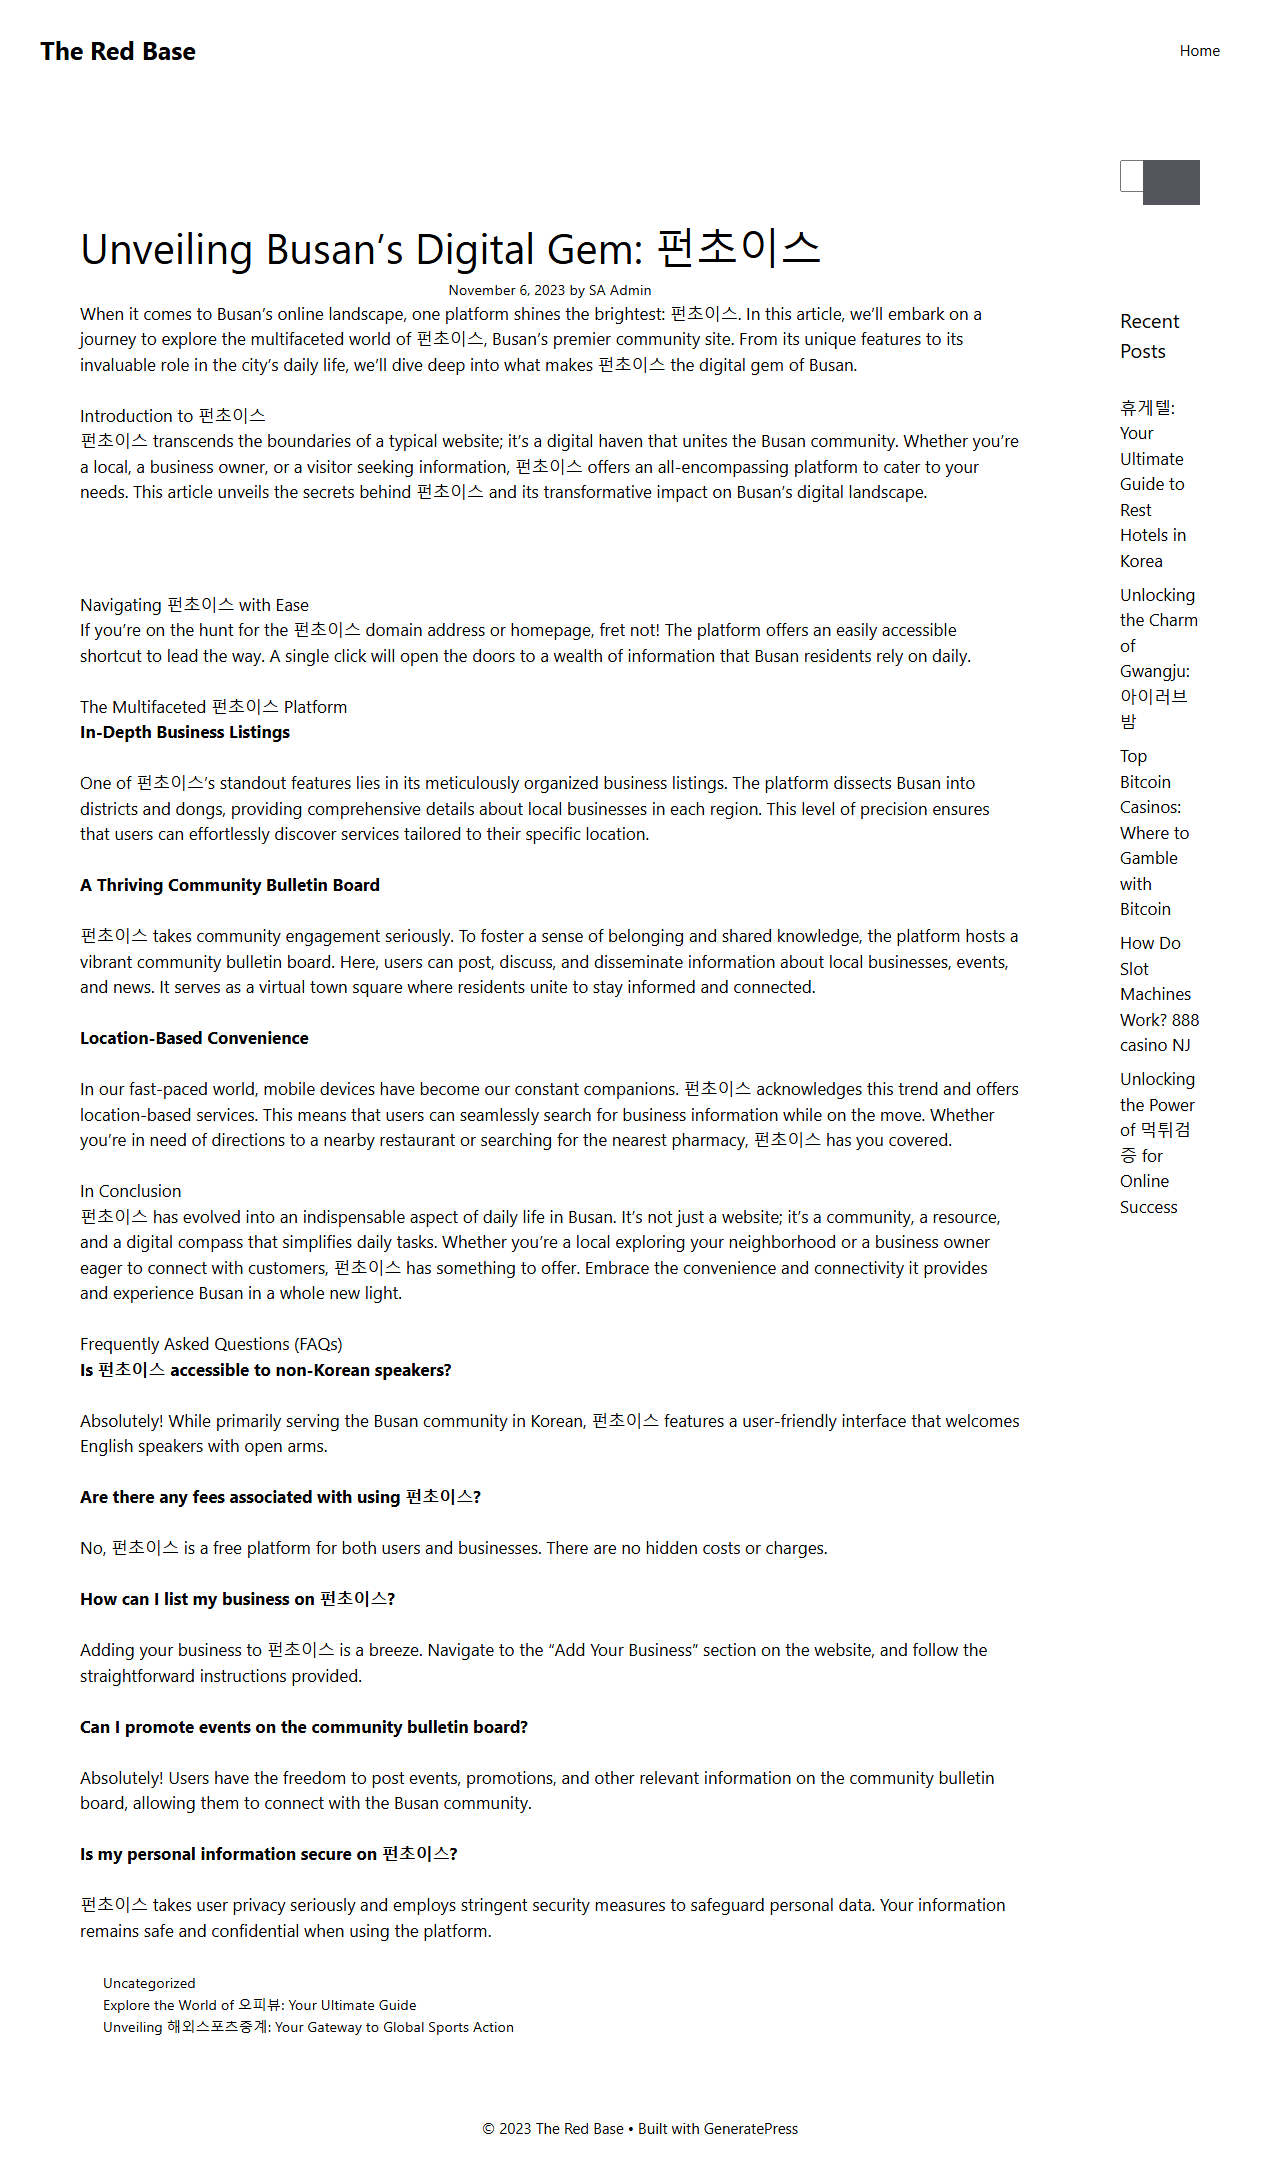 The Red Base
Home
Unveiling Busan’s Digital Gem: 펀초이스
November 6, 2023 by SA Admin
When it comes to Busan’s online landscape, one platform shines the brightest: 펀초이스. In this article, we’ll embark on a
journey to explore the multifaceted world of 펀초이스, Busan’s premier community site. From its unique features to its
invaluable role in the city’s daily life, we’ll dive deep into what makes 펀초이스 the digital gem of Busan.
Introduction to 펀초이스
펀초이스 transcends the boundaries of a typical website; it’s a digital haven that unites the Busan community. Whether you’re
a local, a business owner, or a visitor seeking information, 펀초이스 offers an all-encompassing platform to cater to your
needs. This article unveils the secrets behind 펀초이스 and its transformative impact on Busan’s digital landscape.
Navigating 펀초이스 with Ease
If you’re on the hunt for the 펀초이스 domain address or homepage, fret not! The platform offers an easily accessible
shortcut to lead the way. A single click will open the doors to a wealth of information that Busan residents rely on daily.
The Multifaceted 펀초이스 Platform
In-Depth Business Listings
One of 펀초이스’s standout features lies in its meticulously organized business listings. The platform dissects Busan into
districts and dongs, providing comprehensive details about local businesses in each region. This level of precision ensures
that users can effortlessly discover services tailored to their specific location.
A Thriving Community Bulletin Board
펀초이스 takes community engagement seriously. To foster a sense of belonging and shared knowledge, the platform hosts a
vibrant community bulletin board. Here, users can post, discuss, and disseminate information about local businesses, events,
and news. It serves as a virtual town square where residents unite to stay informed and connected.
Location-Based Convenience
In our fast-paced world, mobile devices have become our constant companions. 펀초이스 acknowledges this trend and offers
location-based services. This means that users can seamlessly search for business information while on the move. Whether
you’re in need of directions to a nearby restaurant or searching for the nearest pharmacy, 펀초이스 has you covered.
In Conclusion
펀초이스 has evolved into an indispensable aspect of daily life in Busan. It’s not just a website; it’s a community, a resource,
and a digital compass that simplifies daily tasks. Whether you’re a local exploring your neighborhood or a business owner
eager to connect with customers, 펀초이스 has something to offer. Embrace the convenience and connectivity it provides
and experience Busan in a whole new light.
Frequently Asked Questions (FAQs)
Is 펀초이스 accessible to non-Korean speakers?
Absolutely! While primarily serving the Busan community in Korean, 펀초이스 features a user-friendly interface that welcomes
English speakers with open arms.
Are there any fees associated with using 펀초이스?
No, 펀초이스 is a free platform for both users and businesses. There are no hidden costs or charges.
How can I list my business on 펀초이스?
Adding your business to 펀초이스 is a breeze. Navigate to the “Add Your Business” section on the website, and follow the
straightforward instructions provided.
Can I promote events on the community bulletin board?
Absolutely! Users have the freedom to post events, promotions, and other relevant information on the community bulletin
board, allowing them to connect with the Busan community.
Is my personal information secure on 펀초이스?
펀초이스 takes user privacy seriously and employs stringent security measures to safeguard personal data. Your information
remains safe and confidential when using the platform.
Uncategorized
Explore the World of 오피뷰: Your Ultimate Guide
Unveiling 해외스포츠중계: Your Gateway to Global Sports Action
Recent
Posts
휴게텔:
Your
Ultimate
Guide to
Rest
Hotels in
Korea
Unlocking
the Charm
of
Gwangju:
아이러브
밤
Top
Bitcoin
Casinos:
Where to
Gamble
with
Bitcoin
How Do
Slot
Machines
Work? 888
casino NJ
Unlocking
the Power
of 먹튀검
증 for
Online
Success
© 2023 The Red Base • Built with GeneratePress